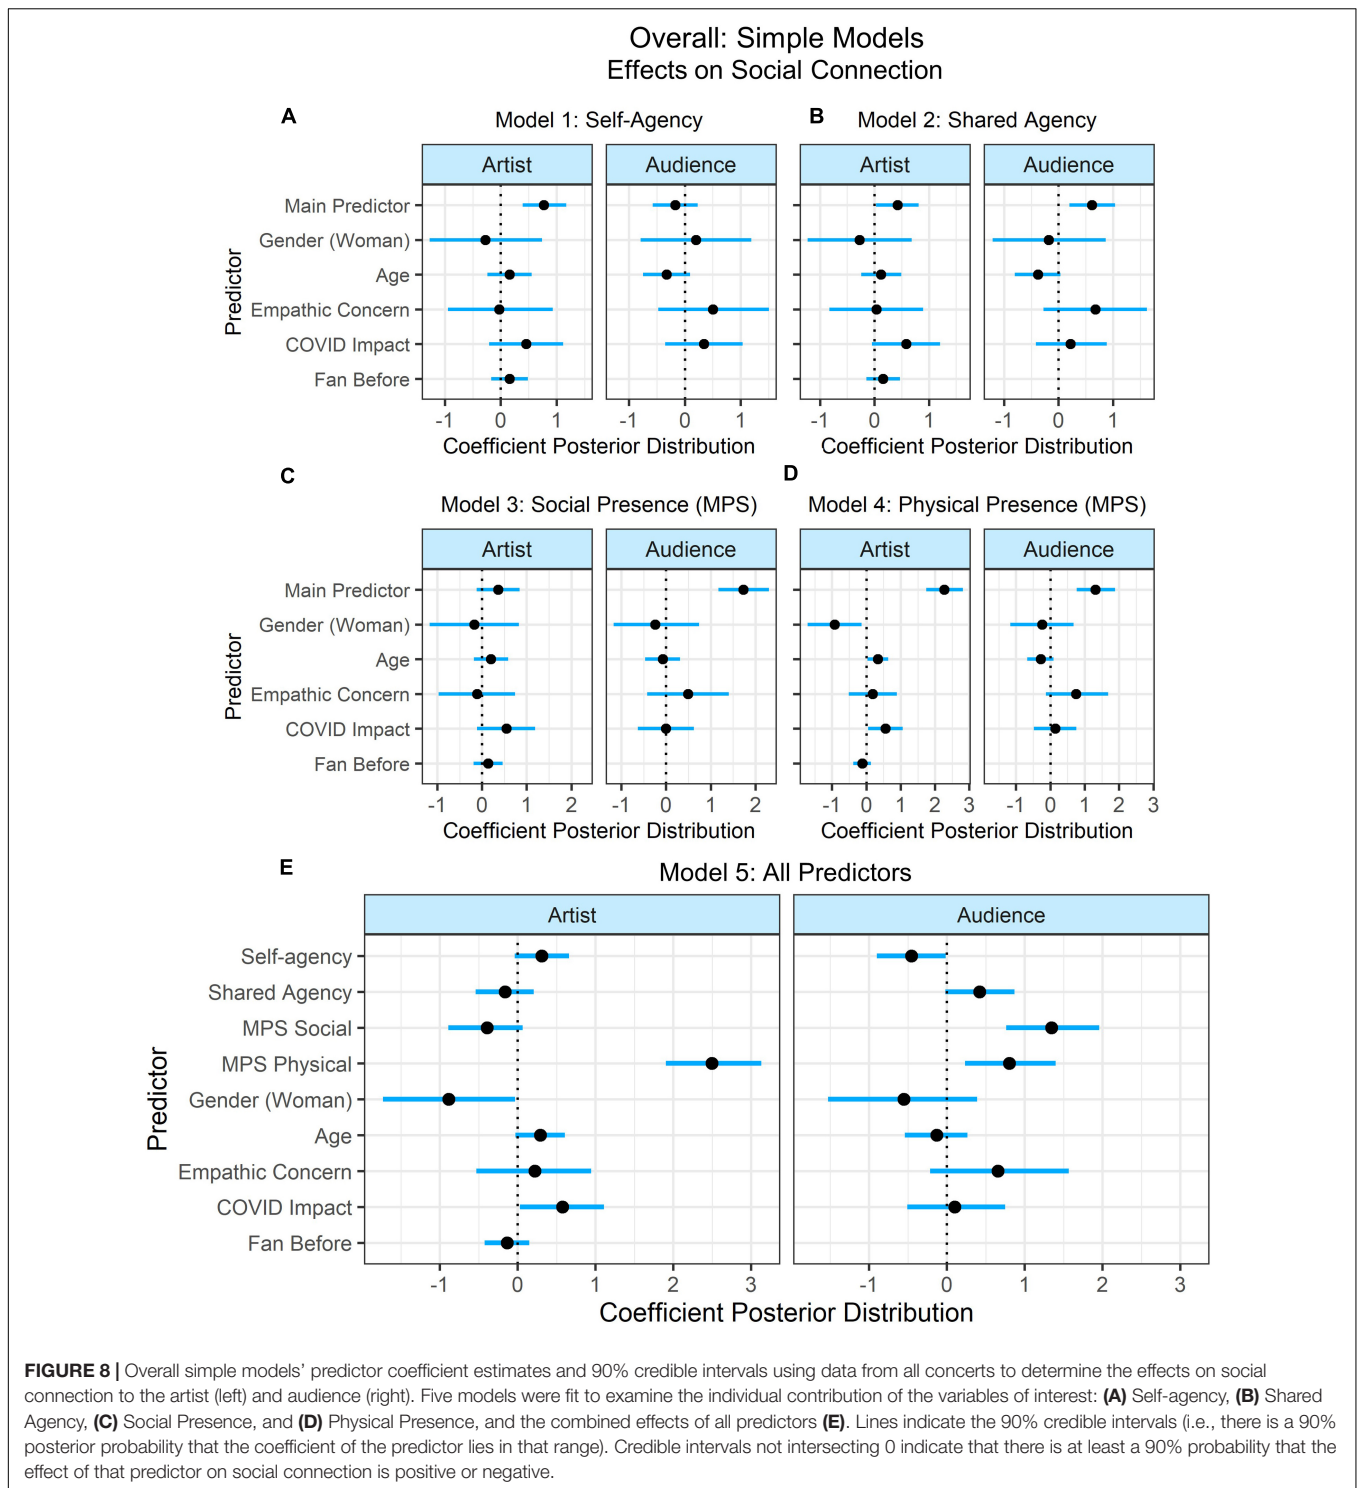 Overall: Simple Models
Effects on Social Connection
A
Model 1: Self-Agency
B
Model 2: Shared Agency
Artist
Audience
Artist
Audience
Predictor
Main Predictor
Gender (Woman)
Age
Empathic Concern
COVID Impact
Fan Before
-1 0 1
-1 0 1
-1 0 1
-1 0 1
Coefficient Posterior Distribution
Coefficient Posterior Distribution
C
Model 3: Social Presence (MPS)
D
Model 4: Physical Presence (MPS)
Artist
Audience
Artist
Audience
Predictor
Main Predictor
Gender (Woman)
Age
Empathic Concern
COVID Impact
Fan Before
-1 0 1 2
-1 0 1 2
-1 0 1 2 3
-1 0 1 2 3
Coefficient Posterior Distribution
Coefficient Posterior Distribution
E
Model 5: All Predictors
Artist
Audience
Predictor
Self-agency
Shared Agency
MPS Social
MPS Physical
Gender (Woman)
Age
Empathic Concern
COVID Impact
Fan Before
-1 0 1 2 3
-1 0 1 2 3
Coefficient Posterior Distribution
FIGURE 8 | Overall simple models' predictor coefficient estimates and 90% credible intervals using data from all concerts to determine the effects on social
connection to the artist (left) and audience (right). Five models were fit to examine the individual contribution of the variables of interest: (A) Self-agency, (B) Shared
Agency, (C) Social Presence, and (D) Physical Presence, and the combined effects of all predictors (E). Lines indicate the 90% credible intervals (i.e., there is a 90%
posterior probability that the coefficient of the predictor lies in that range). Credible intervals not intersecting 0 indicate that there is at least a 90% probability that the
effect of that predictor on social connection is positive or negative.